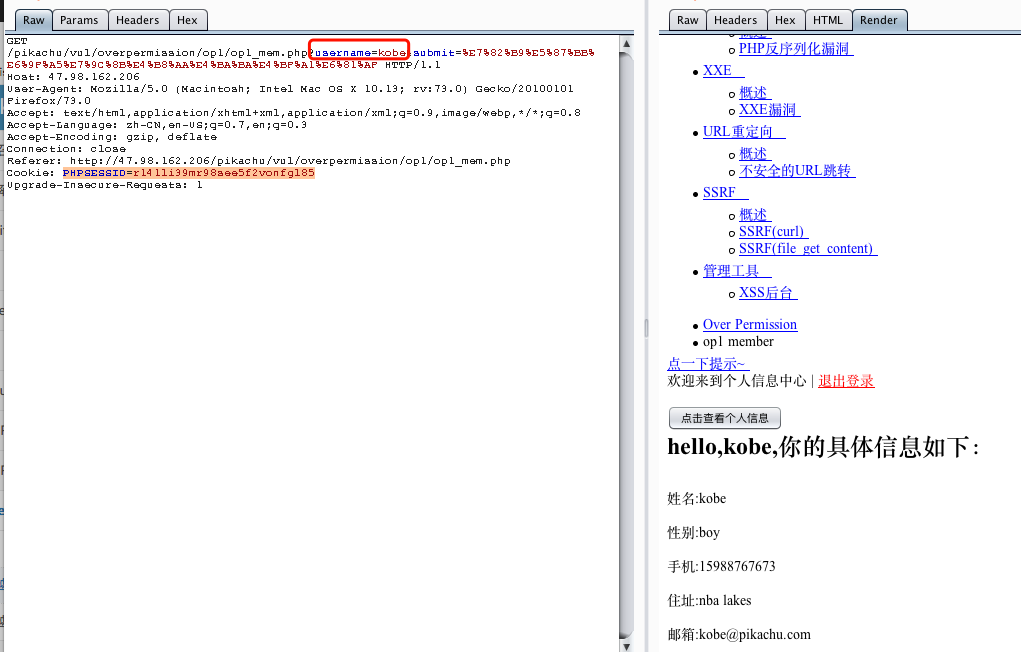 Raw Params Headers Hex
GET
/pikachu/vul/overpermission/op1/op1_mem.php?username=kobe&submit=%E7%82%B9%E5%87%BB%
E6%9F%A5%E7%9C%8B%E4%B8%AA%E4%BA%BA%E4%BF%A1%E6%81%AF HTTP/1.1
Host: 47.98.162.206
User-Agent: Mozilla/5.0 (Macintosh; Intel Mac OS X 10.13; rv:73.0) Gecko/20100101
Firefox/73.0
Accept: text/html,application/xhtml+xml,application/xml;q=0.9,image/webp,*/*;q=0.8
Accept-Language: zh-CN,en-US;q=0.7,en;q=0.3
Accept-Encoding: gzip, deflate
Connection: close
Referer: http://47.98.162.206/pikachu/vul/overpermission/op1/op1_mem.php
Cookie: PHPSESSID=r14lli39mr98aee5f2vonfgl85
Upgrade-Insecure-Requests: 1
Raw Headers Hex HTML Render
概述
PHP反序列化漏洞
XXE
概述
XXE漏洞
URL重定向
概述
不安全的URL跳转
SSRF
概述
SSRF(curl)
SSRF(file_get_content)
管理工具
XSS后台
Over Permission
op1 member
点一下提示~
欢迎来到个人信息中心 | 退出登录
点击查看个人信息
hello,kobe,你的具体信息如下：
姓名:kobe
性别:boy
手机:15988767673
住址:nba lakes
邮箱:kobe@pikachu.com